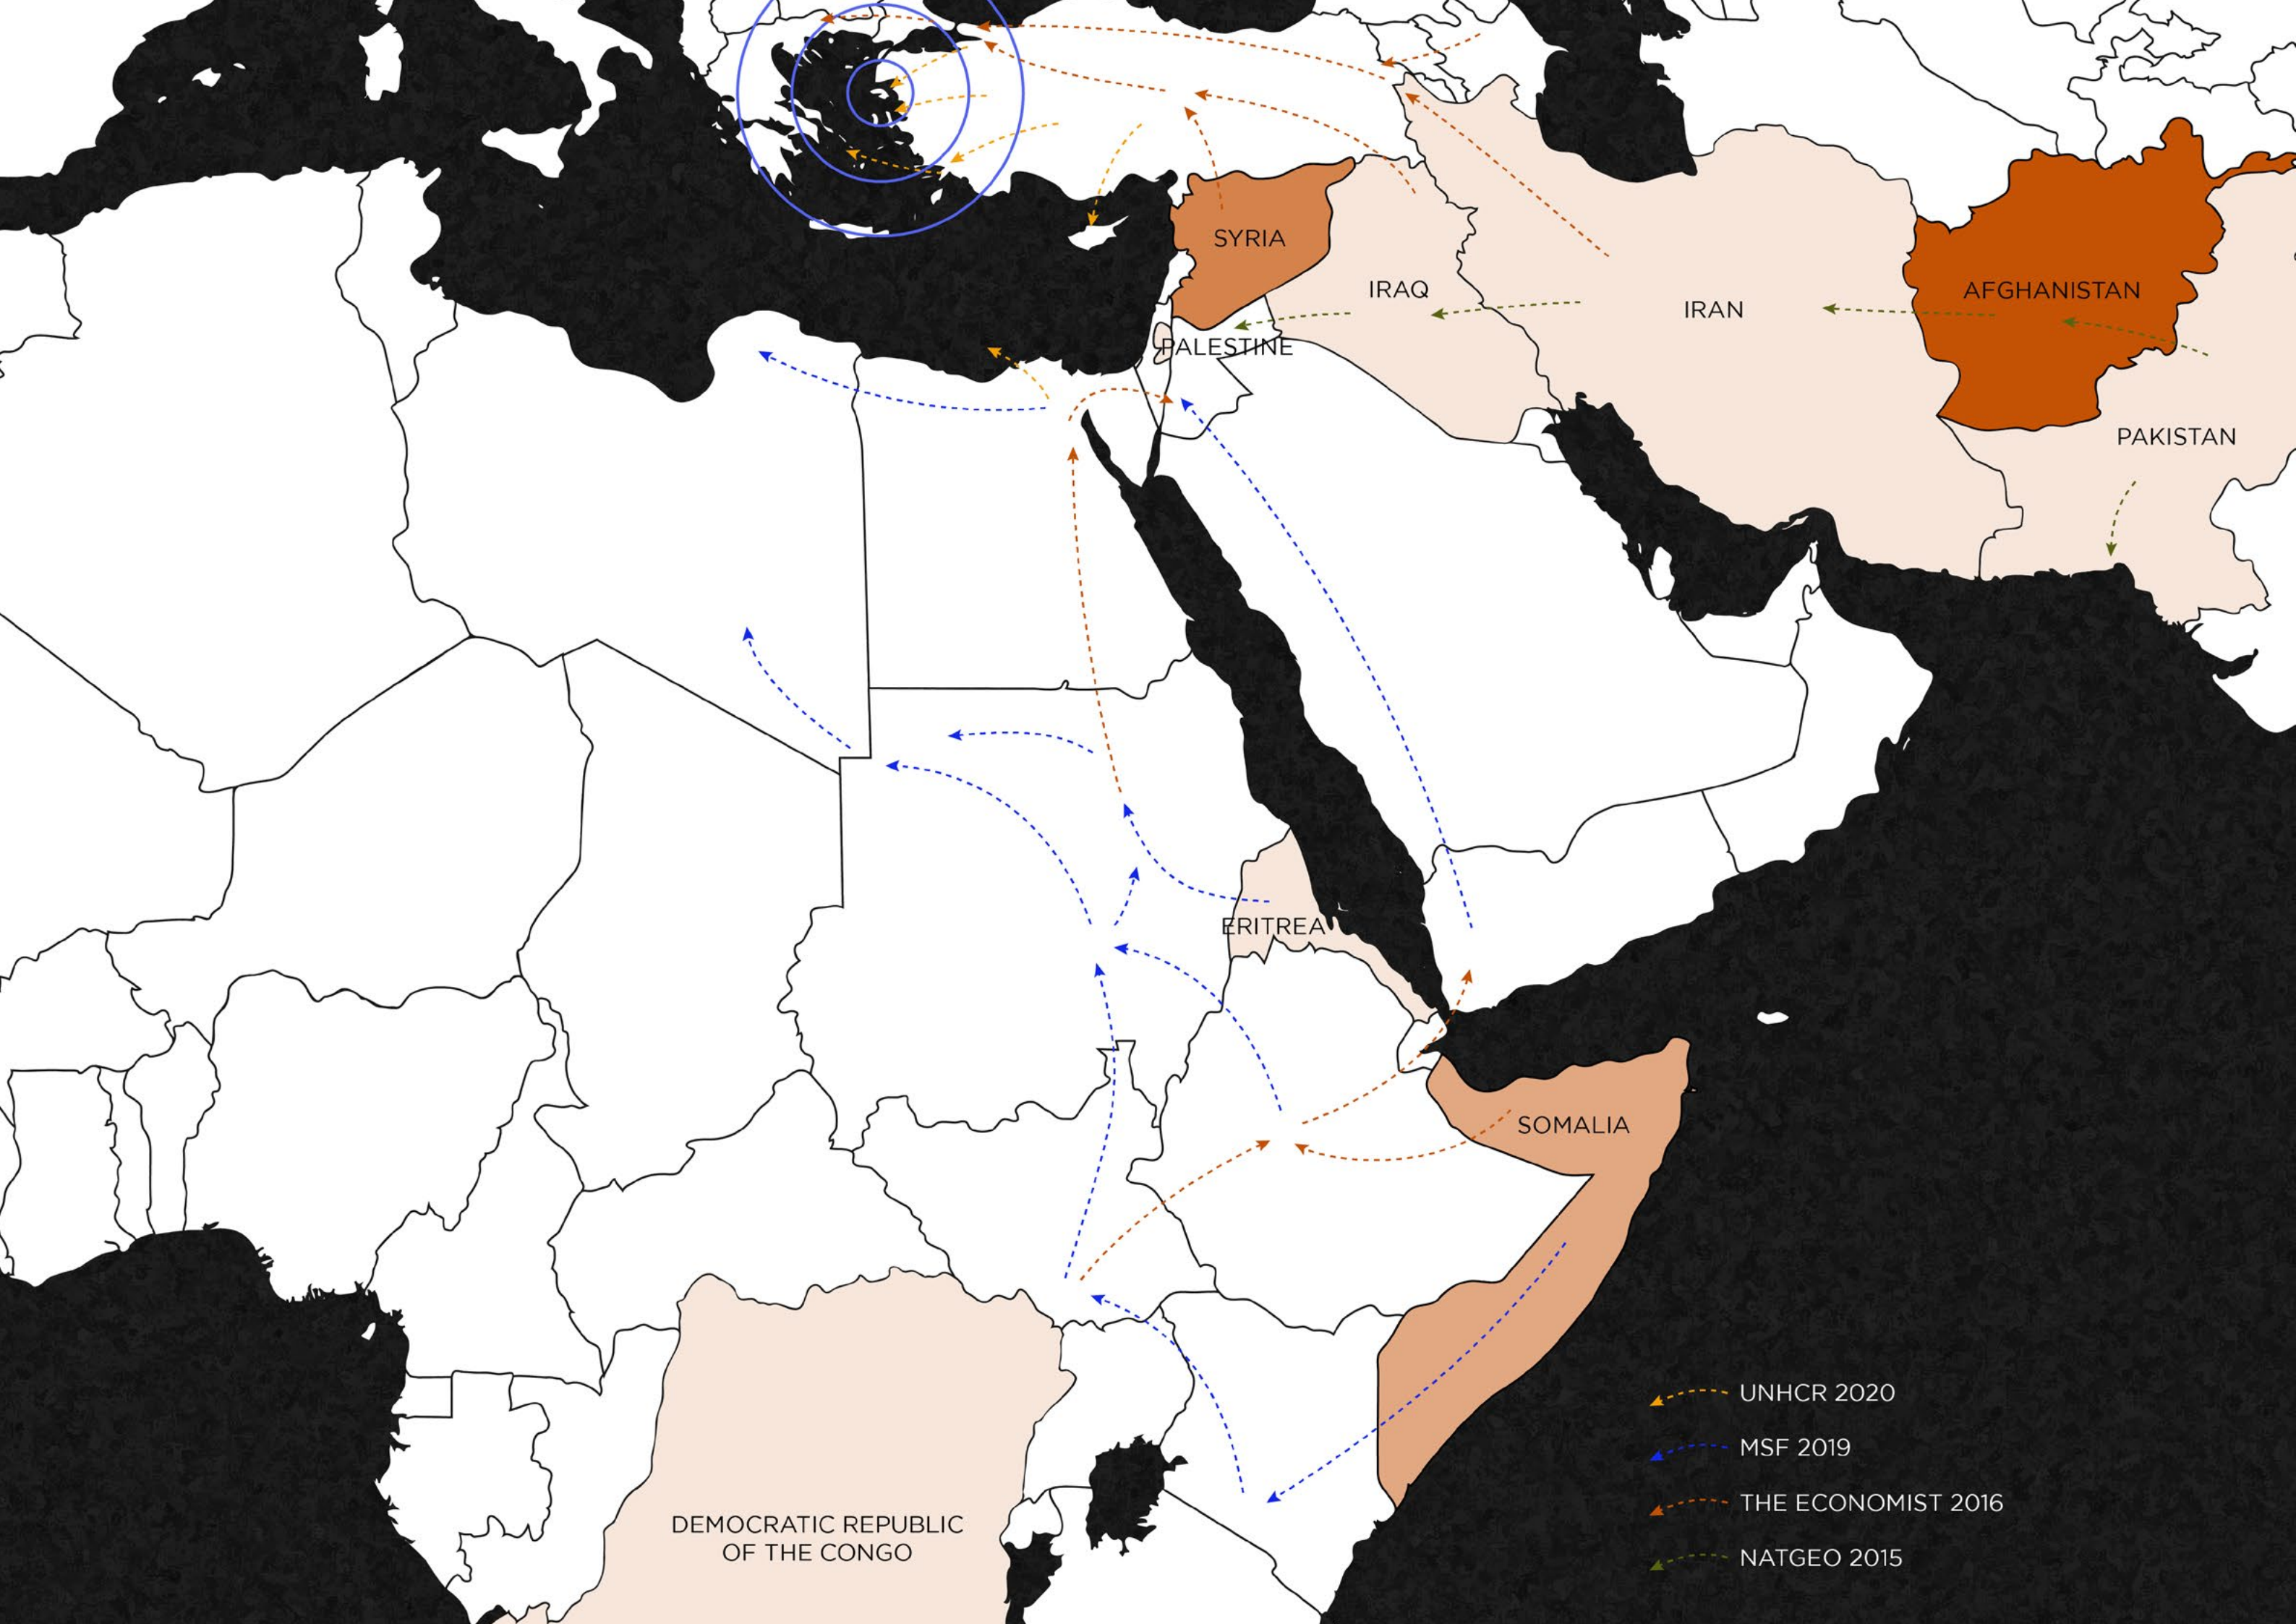 SYRIA
IRAQ
IRAN
AFGHANISTAN
PALESTINE
PAKISTAN
ERITREA
SOMALIA
DEMOCRATIC REPUBLIC
OF THE CONGO
UNHCR 2020
MSF 2019
THE ECONOMIST 2016
NATGEO 2015